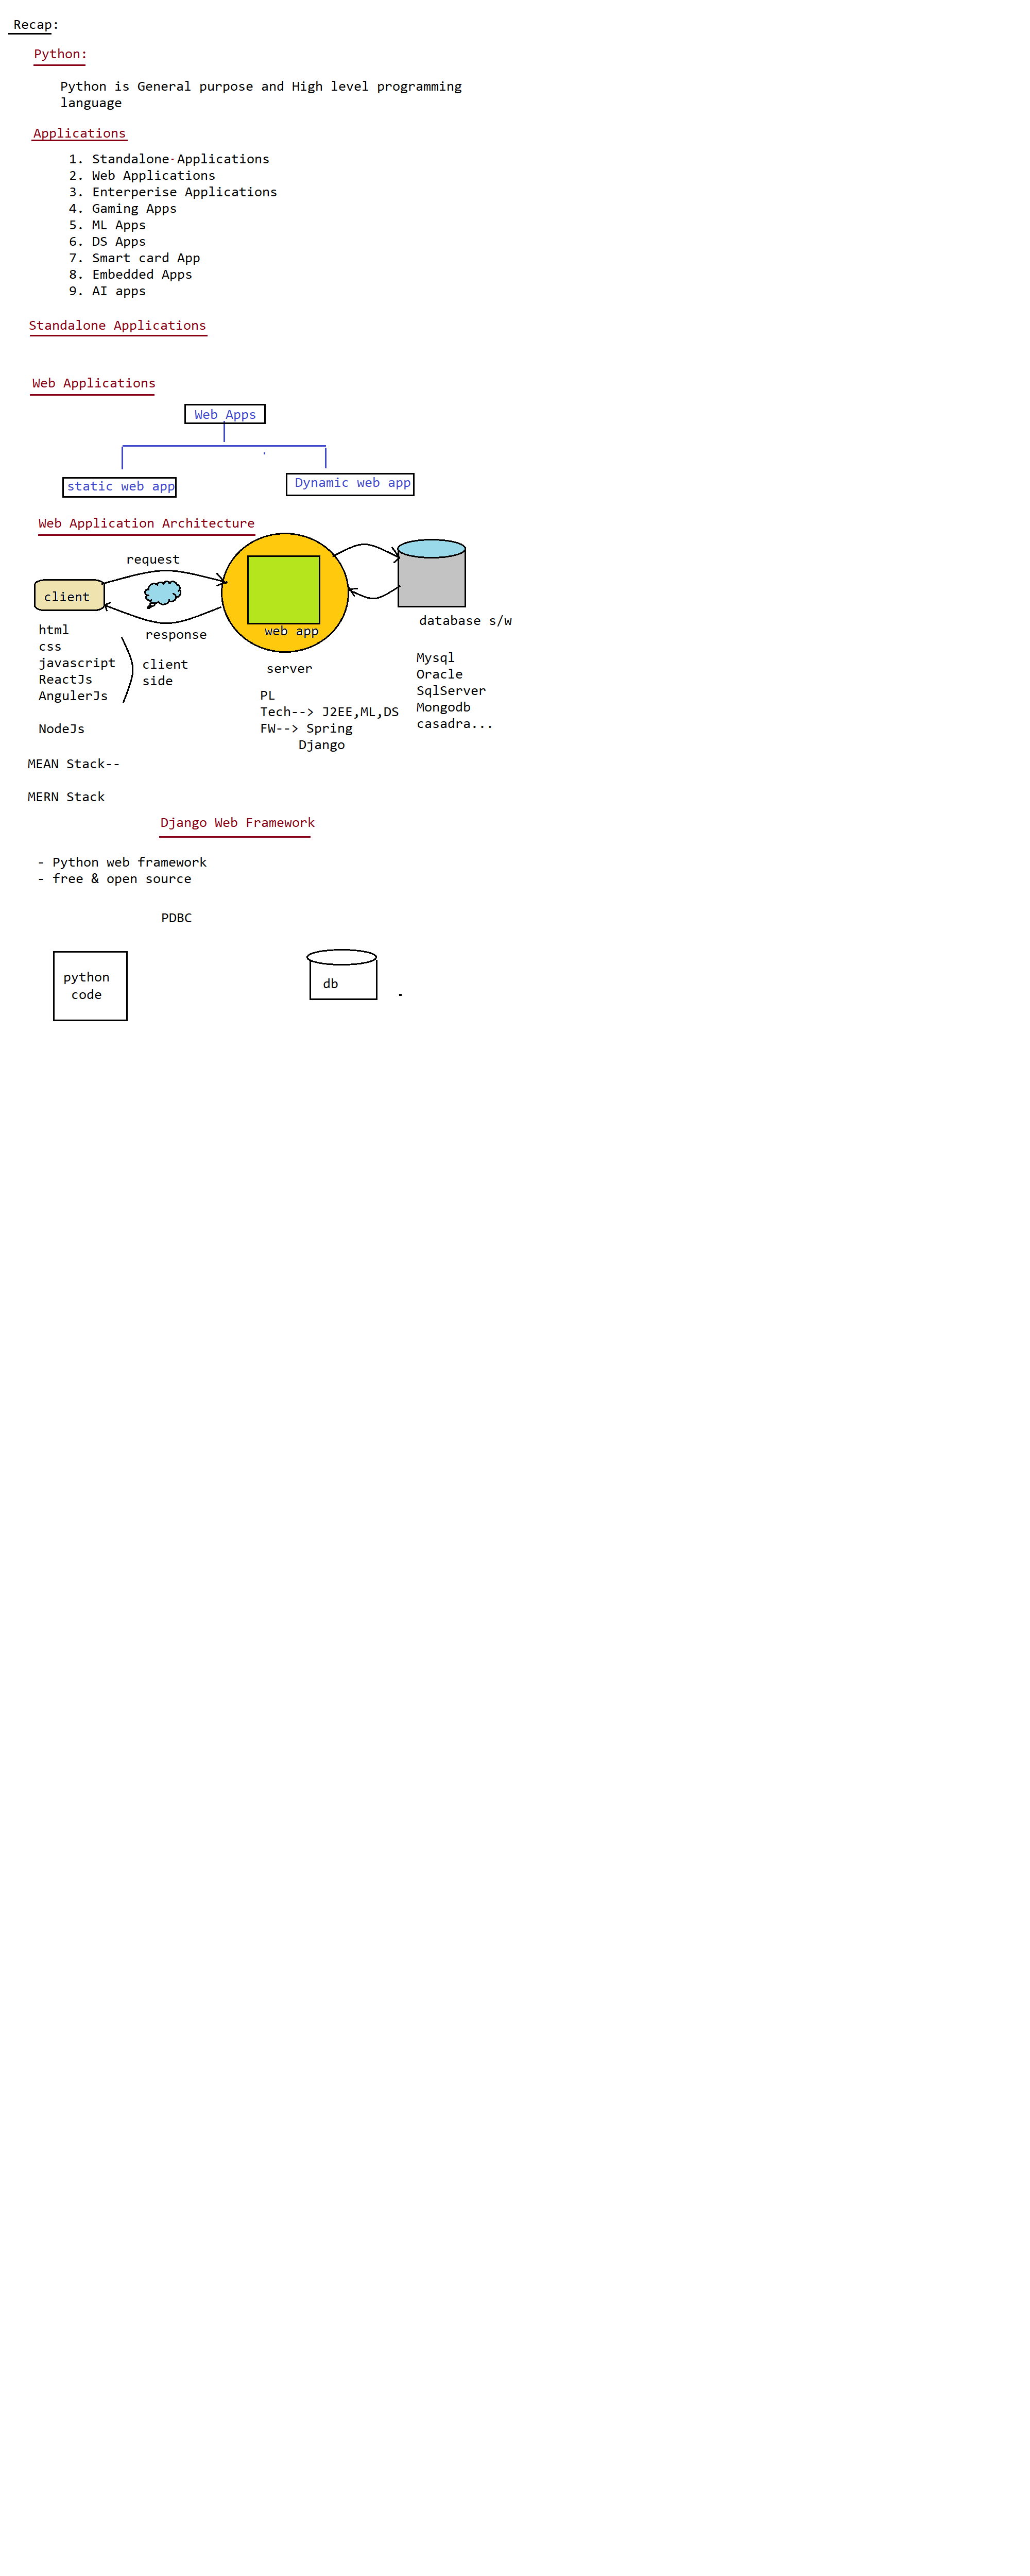 Recap:
Python:
Python is General purpose and High level programming
language
Applications
1. Standalone Applications
2. Web Applications
3. Enterperise Applications
4. Gaming Apps
5. ML Apps
6. DS Apps
7. Smart card App
8. Embedded Apps
9. AI apps
Standalone Applications
Web Applications
Web Apps
static web app
Dynamic web app
Web Application Architecture
request
client
response
web app
server
database s/w
html
css
javascript
ReactJs
AngulerJs
client
side
NodeJs
PL
Tech--> J2EE,ML,DS
FW--> Spring
Django
Mysql
Oracle
SqlServer
Mongodb
casadra...
MEAN Stack--
MERN Stack
Django Web Framework
- Python web framework
- free & open source
PDBC
python
code
db